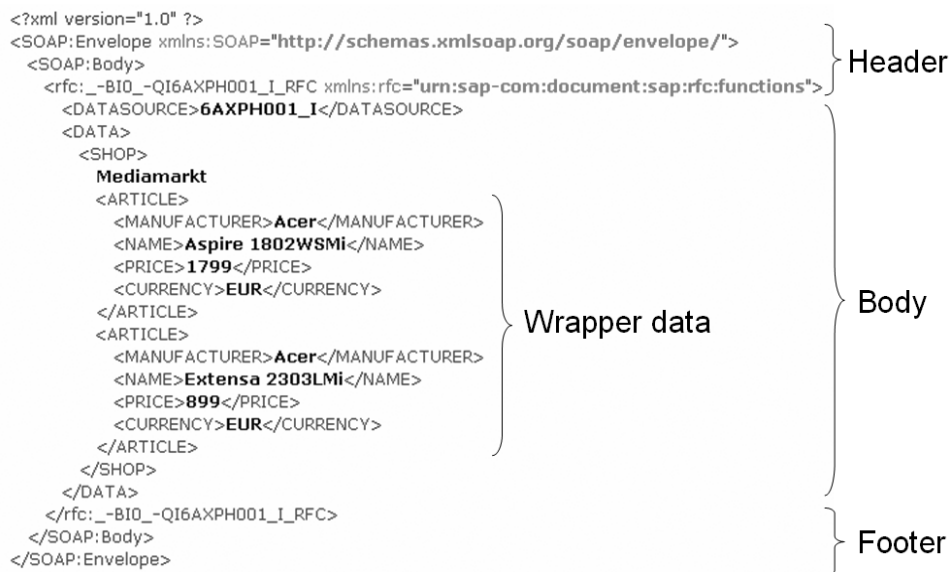 <?xml version="1.0" ?>
<SOAP:Envelope xmlns:SOAP="http://schemas.xmlsoap.org/soap/envelope/">
<SOAP:Body>
<rfc:_-BI0_-QI6AXPH001_I_RFC xmlns:rfc="urn:sap-com:document:sap:rfc:functions">
Header
<DATASOURCE>6AXPH001_I</DATASOURCE>
<DATA>
<SHOP>
Mediamarkt
<ARTICLE>
<MANUFACTURER>Acer</MANUFACTURER>
<NAME>Aspire 1802WSMi</NAME>
<PRICE>1799</PRICE>
<CURRENCY>EUR</CURRENCY>
</ARTICLE>
<ARTICLE>
<MANUFACTURER>Acer</MANUFACTURER>
<NAME>Extensa 2303LMi</NAME>
<PRICE>899</PRICE>
<CURRENCY>EUR</CURRENCY>
</ARTICLE>
Wrapper data
</SHOP>
</DATA>
Body
</rfc:_-BI0_-QI6AXPH001_I_RFC>
</SOAP:Body>
</SOAP:Envelope>
Footer